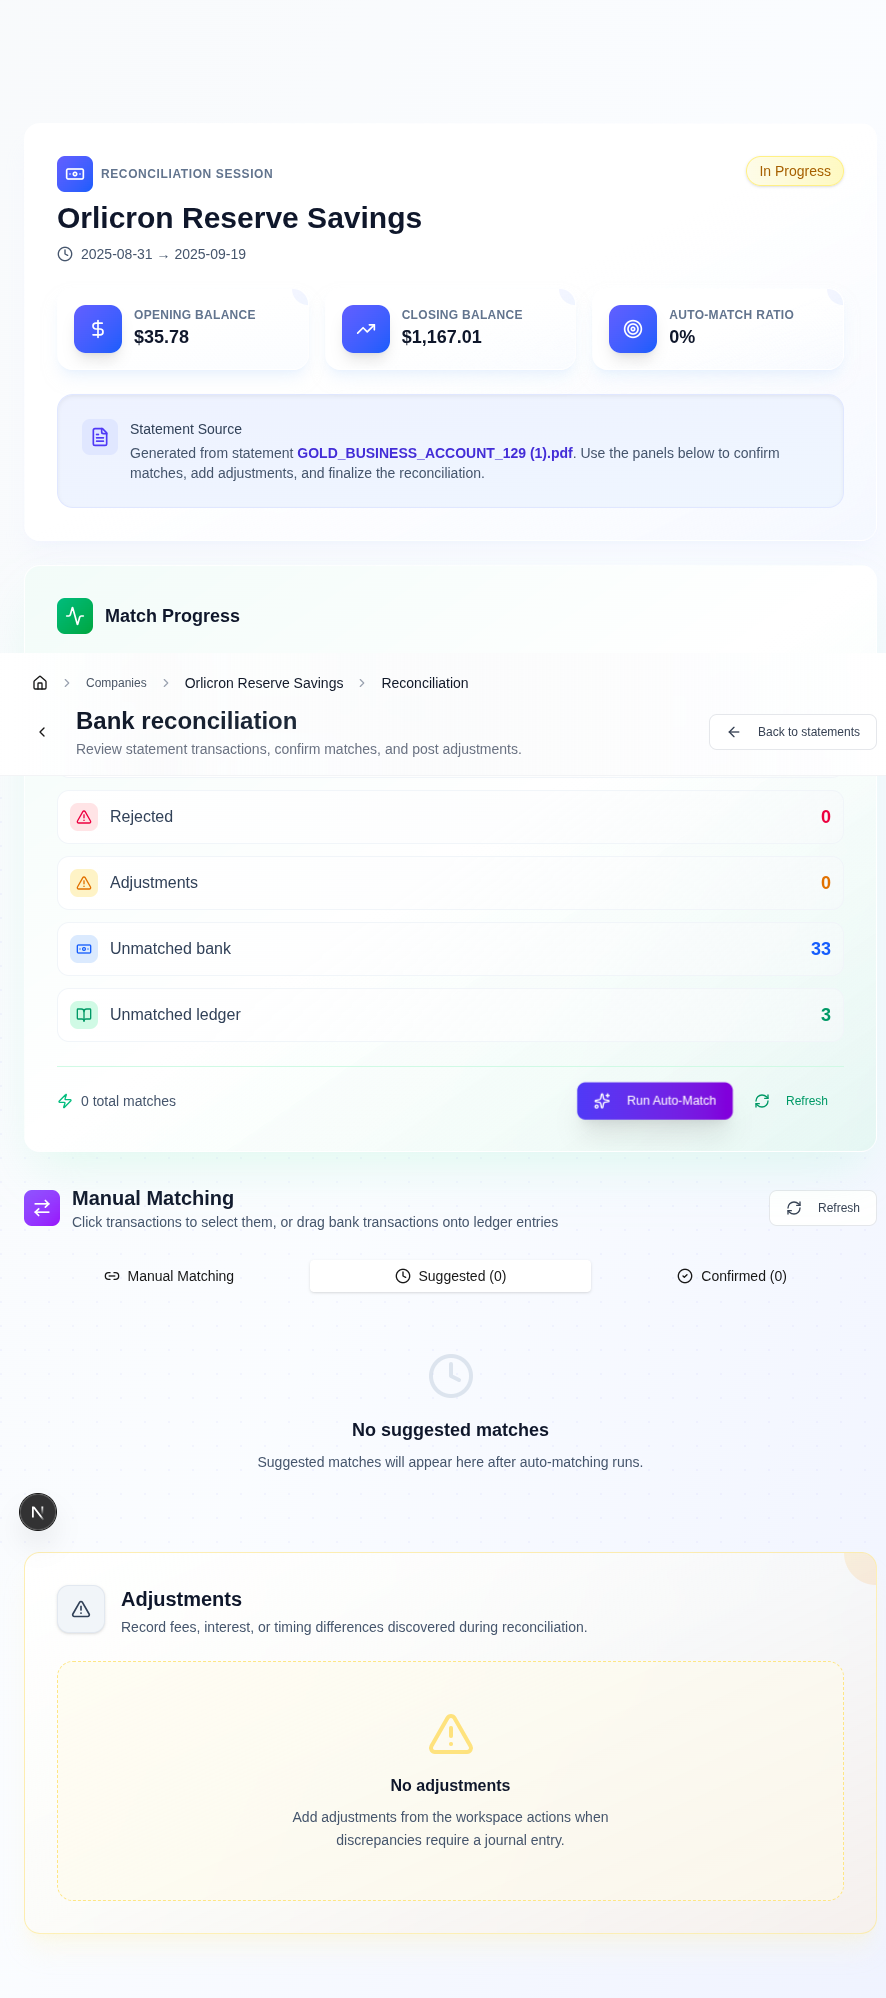 RECONCILIATION SESSION
In Progress
Orlicron Reserve Savings
2025-08-31 → 2025-09-19
OPENING BALANCE
$35.78
CLOSING BALANCE
$1,167.01
AUTO-MATCH RATIO
0%
Statement Source
Generated from statement GOLD_BUSINESS_ACCOUNT_129 (1).pdf. Use the panels below to confirm
matches, add adjustments, and finalize the reconciliation.
Match Progress
Companies
Orlicron Reserve Savings
Reconciliation
Bank reconciliation
Review statement transactions, confirm matches, and post adjustments.
Back to statements
Rejected
0
Adjustments
0
Unmatched bank
33
Unmatched ledger
3
0 total matches
Run Auto-Match
Refresh
Manual Matching
Click transactions to select them, or drag bank transactions onto ledger entries
Refresh
Manual Matching
Suggested (0)
Confirmed (0)
No suggested matches
Suggested matches will appear here after auto-matching runs.
N
Adjustments
Record fees, interest, or timing differences discovered during reconciliation.
No adjustments
Add adjustments from the workspace actions when
discrepancies require a journal entry.